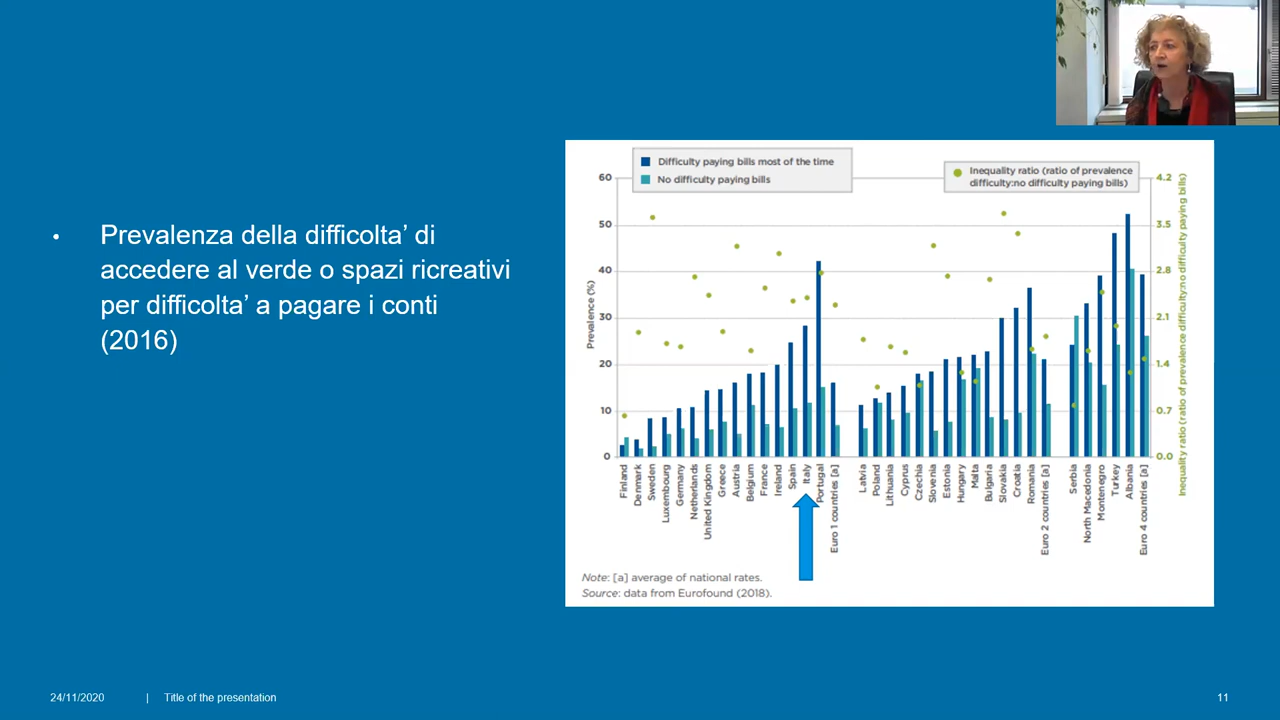 • Prevalenza della difficolta’ di
accedere al verde o spazi ricreativi
per difficolta’ a pagare i conti
(2016)
Difficulty paying bills most of the time
No difficulty paying bills
Inequality ratio (ratio of prevalence
difficulty:no difficulty paying bills)
Prevalence (%)
60
50
40
30
20
10
0
4.2
3.5
2.8
2.1
1.4
0.7
0.0
Inequality ratio (ratio of prevalence difficulty:no difficulty paying bills)
Finland
Denmark
Sweden
Luxembourg
Germany
Netherlands
United Kingdom
Greece
Austria
Belgium
France
Ireland
Spain
Italy
Portugal
Euro 1 countries [a]
Latvia
Poland
Lithuania
Cyprus
Czechia
Slovenia
Estonia
Hungary
Malta
Bulgaria
Slovakia
Croatia
Romania
Euro 2 countries [a]
Serbia
North Macedonia
Montenegro
Turkey
Albania
Euro 4 countries [a]
Note: [a] average of national rates.
Source: data from Eurofound (2018).
24/11/2020 | Title of the presentation 11